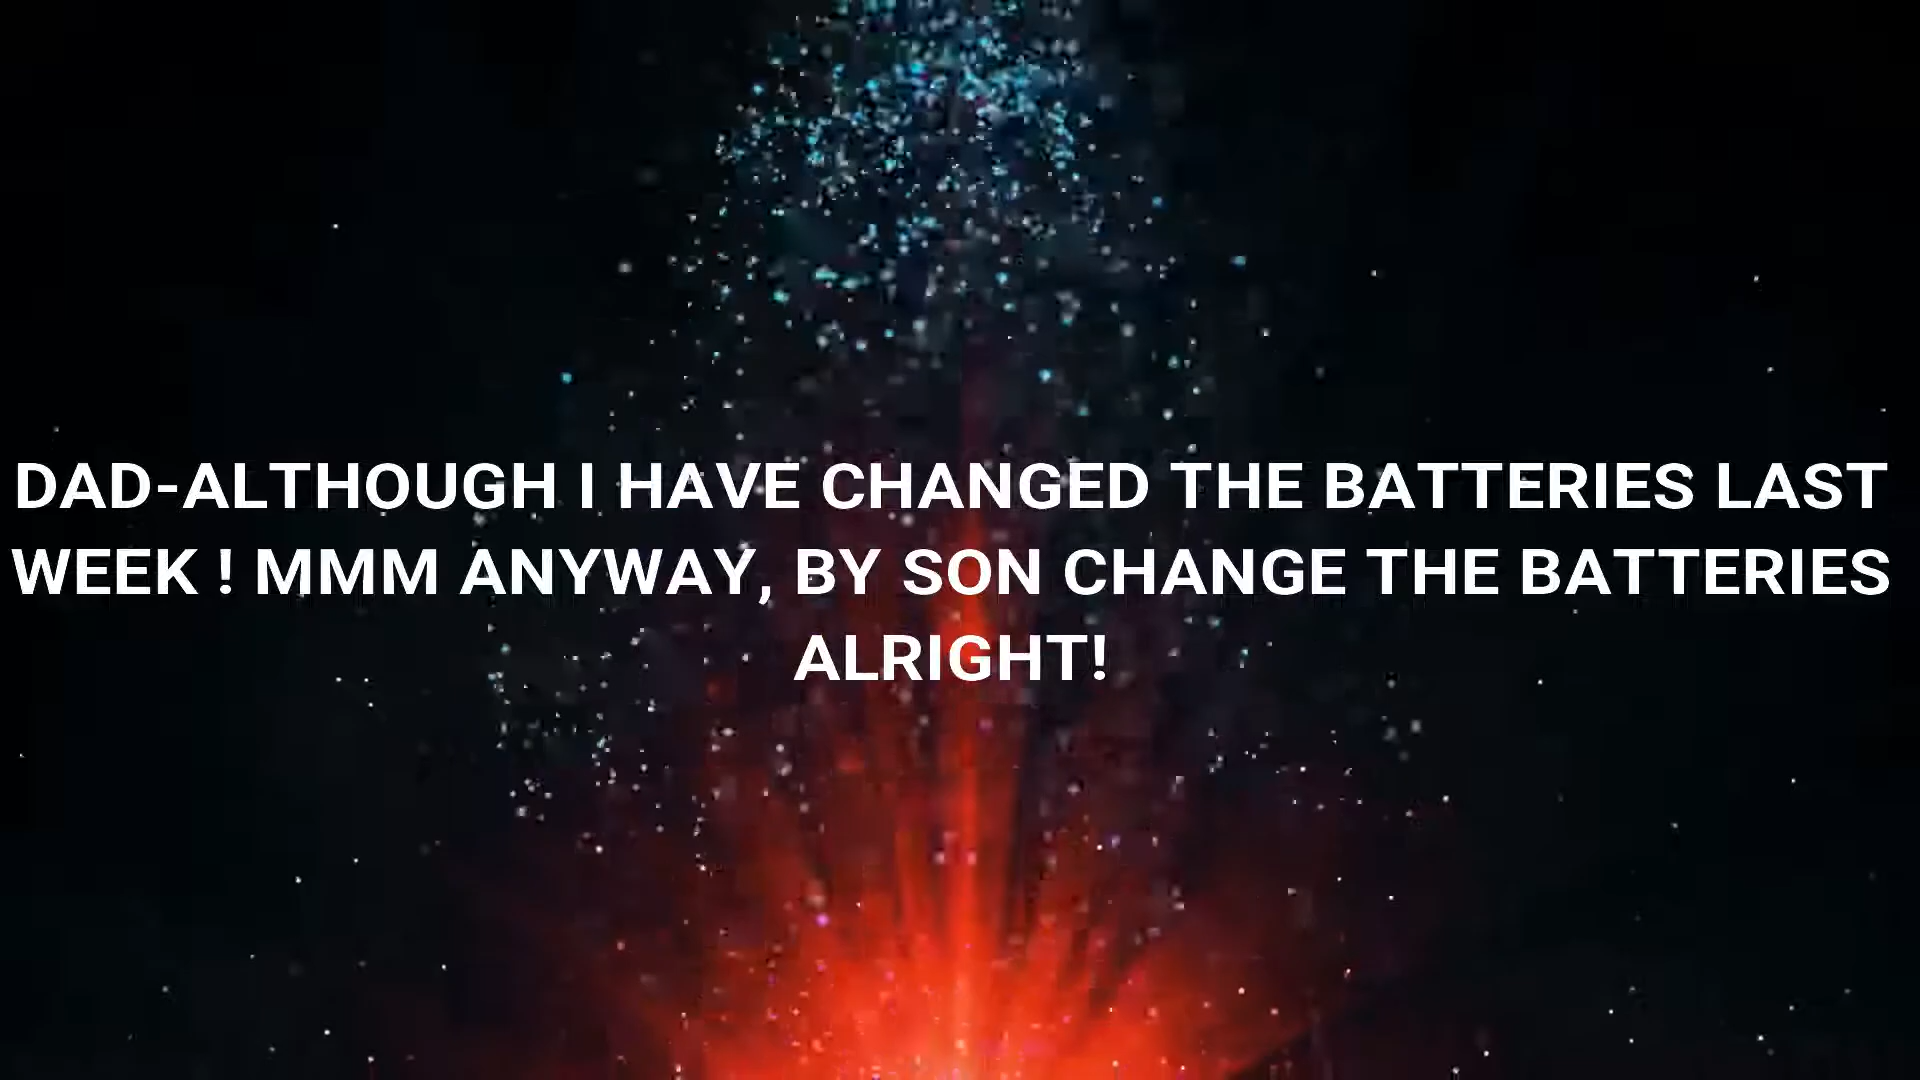 DAD-ALTHOUGH I HAVE CHANGED THE BATTERIES LAST
WEEK ! MMM ANYWAY, BY SON CHANGE THE BATTERIES
ALRIGHT!